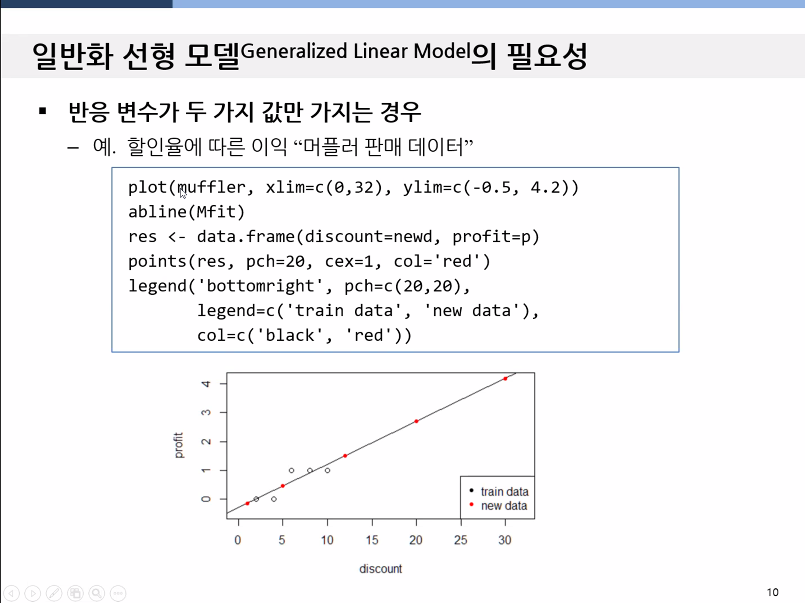 일반화 선형 모델Generalized Linear Model의 필요성
▪ 반응 변수가 두 가지 값만 가지는 경우
– 예. 할인율에 따른 이익 “머플러 판매 데이터”
plot(muffler, xlim=c(0,32), ylim=c(-0.5, 4.2))
abline(Mfit)
res <- data.frame(discount=newd, profit=p)
points(res, pch=20, cex=1, col='red')
legend('bottomright', pch=c(20,20),
legend=c('train data', 'new data'),
col=c('black', 'red'))
4
3
2
1
0
profit
train data
new data
0 5 10 15 20 25 30
discount
10